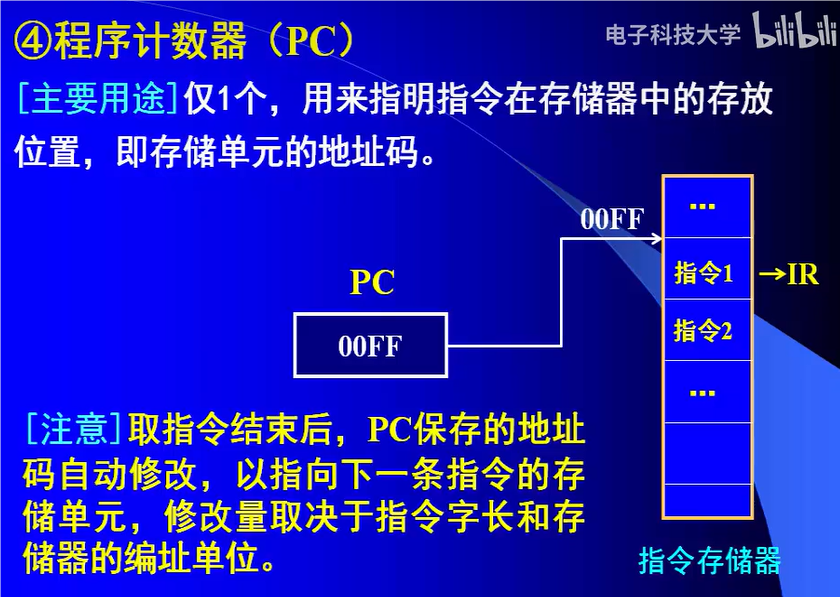 ④程序计数器（PC）
电子科技大学 bilibili
[主要用途]仅1个，用来指明指令在存储器中的存放
位置，即存储单元的地址码。
…
00FF
指令1 →IR
PC
指令2
00FF
…
[注意]取指令结束后，PC保存的地址
码自动修改，以指向下一条指令的存
储单元，修改量取决于指令字长和存
储器的编址单位。
指令存储器